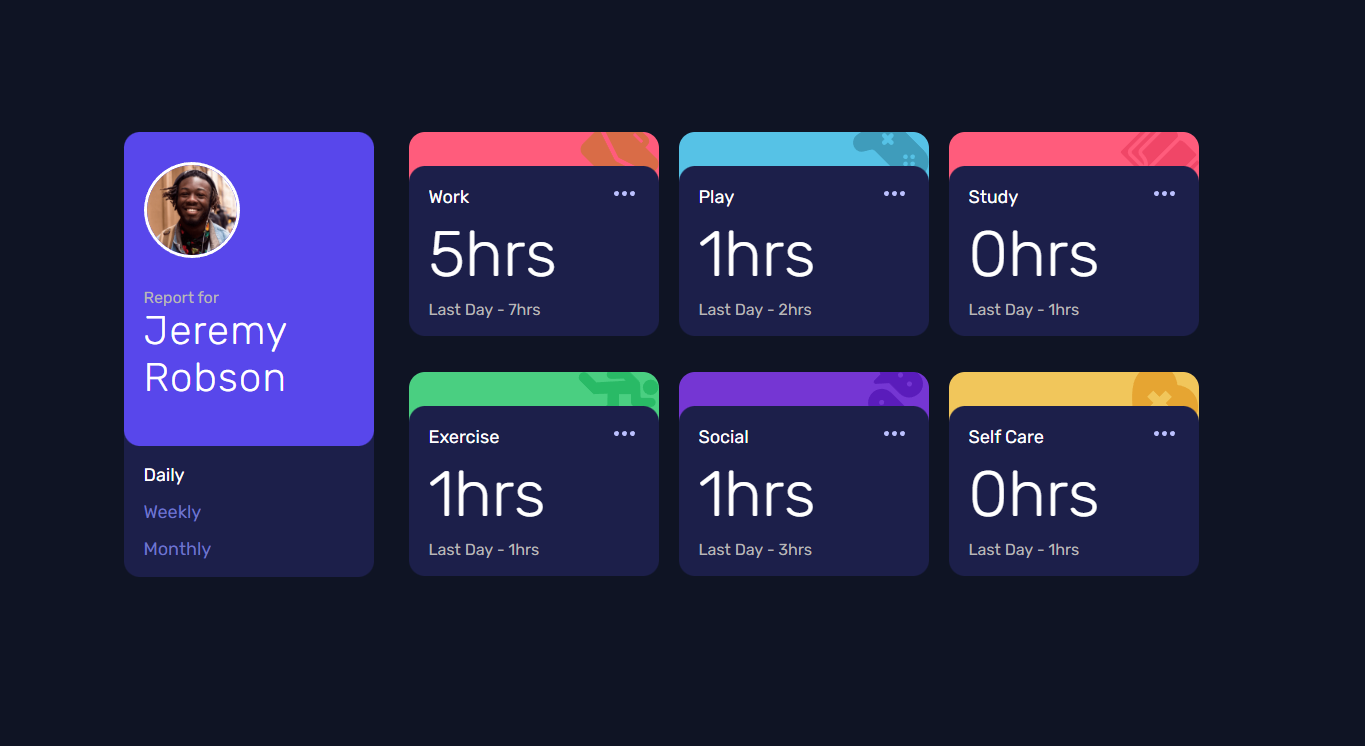 Report for
Jeremy
Robson
Daily
Weekly
Monthly
Work
5hrs
Last Day - 7hrs
Play
1hrs
Last Day - 2hrs
Study
0hrs
Last Day - 1hrs
Exercise
1hrs
Last Day - 1hrs
Social
1hrs
Last Day - 3hrs
Self Care
0hrs
Last Day - 1hrs